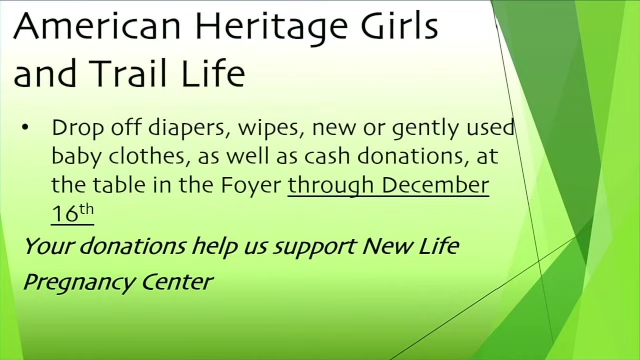 American Heritage Girls
and Trail Life
• Drop off diapers, wipes, new or gently used
baby clothes, as well as cash donations, at
the table in the Foyer through December
16th
Your donations help us support New Life
Pregnancy Center